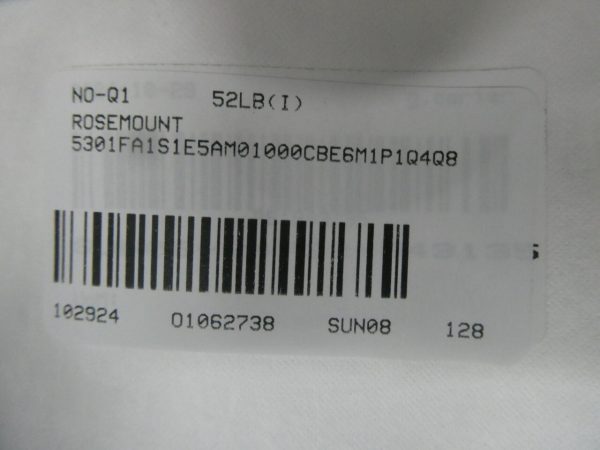 NO-Q1 52LB(I)
ROSEMOUNT
5301FA1S1E5AM01000CBE6M1P1Q4Q8
102924 01062738 SUN08 128